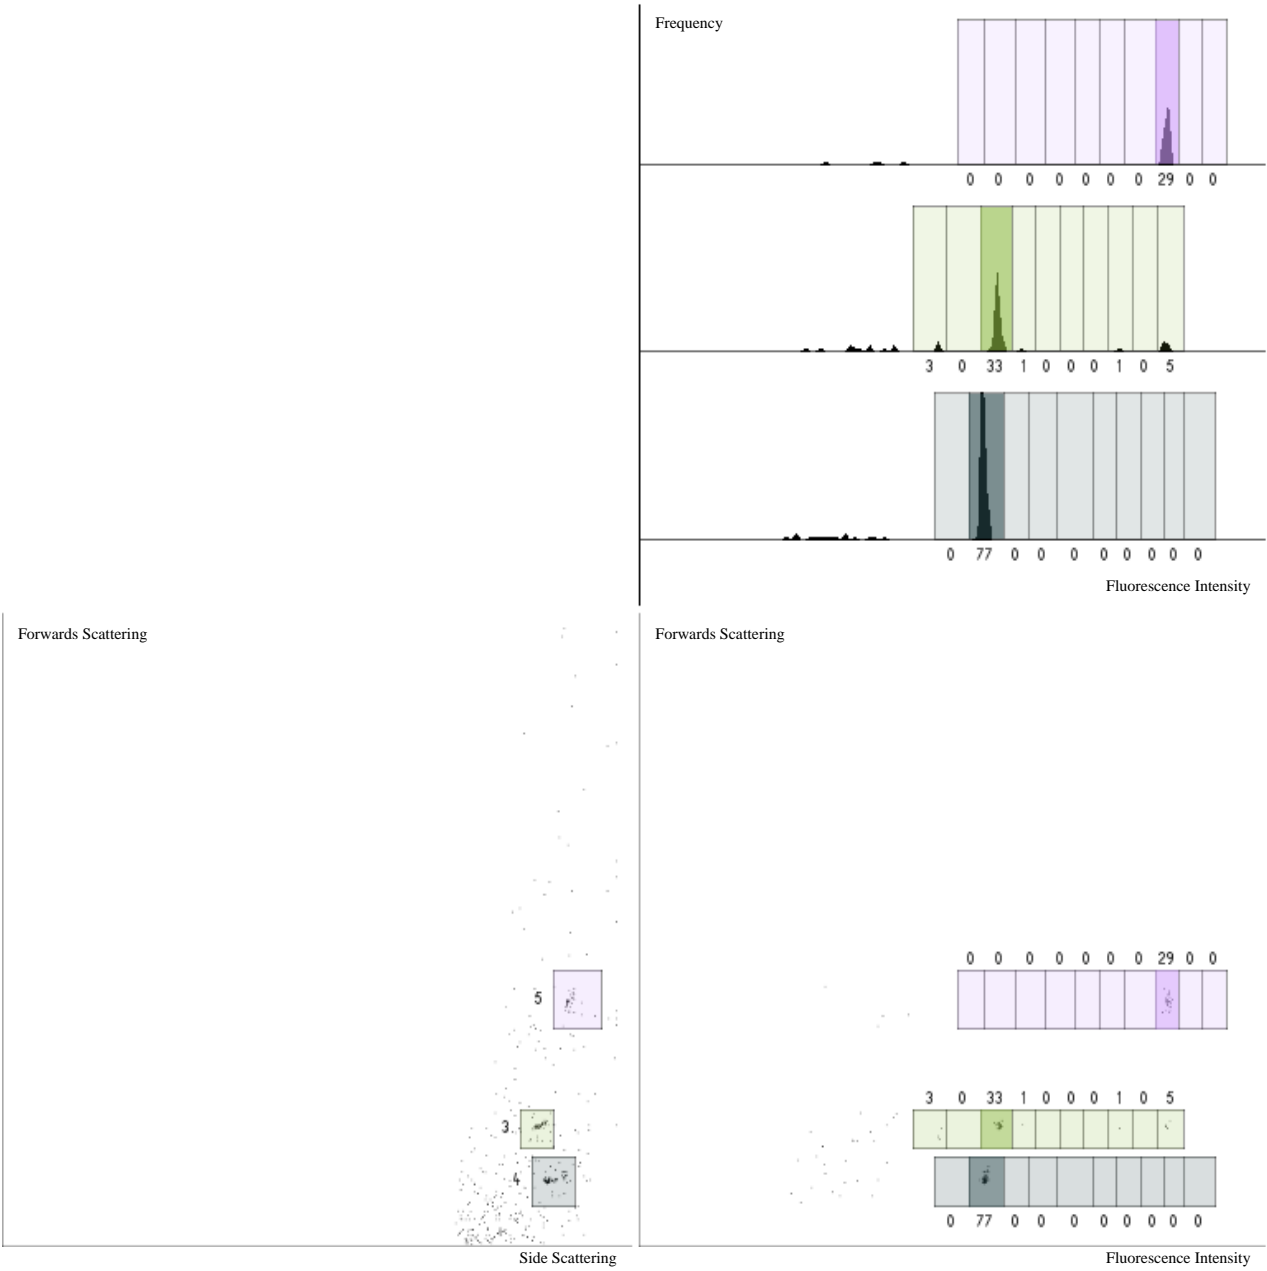 Frequency
0 0 0 0 0 0 0 29 0 0
3 0 33 1 0 0 0 1 0 5
0 77 0 0 0 0 0 0 0 0
Fluorescence Intensity
Forwards Scattering
5
3
4
Side Scattering
Forwards Scattering
0 0 0 0 0 0 0 29 0 0
3 0 33 1 0 0 0 1 0 5
0 77 0 0 0 0 0 0 0 0
Fluorescence Intensity